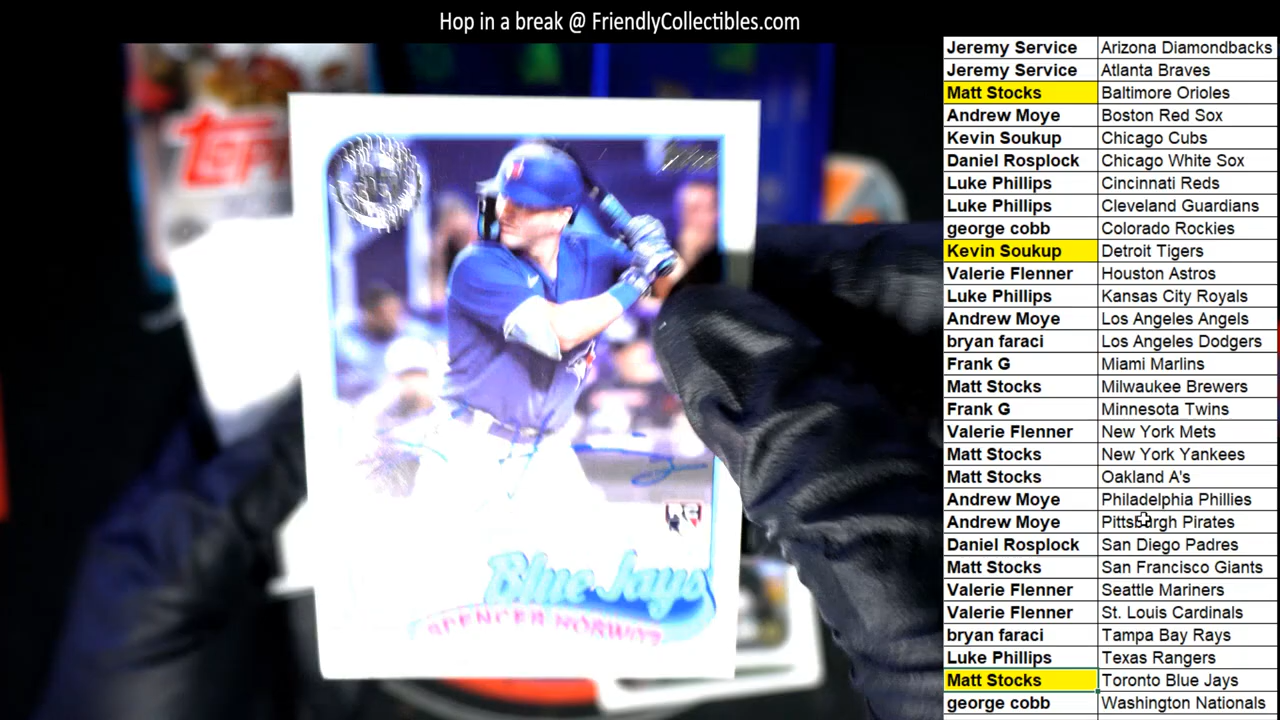 Hop in a break @ FriendlyCollectibles.com
Blue Jays
SPENCER HORWITZ
RC
Jeremy Service Arizona Diamondbacks
Jeremy Service Atlanta Braves
Matt Stocks Baltimore Orioles
Andrew Moye Boston Red Sox
Kevin Soukup Chicago Cubs
Daniel Rosplock Chicago White Sox
Luke Phillips Cincinnati Reds
Luke Phillips Cleveland Guardians
george cobb Colorado Rockies
Kevin Soukup Detroit Tigers
Valerie Flenner Houston Astros
Luke Phillips Kansas City Royals
Andrew Moye Los Angeles Angels
bryan faraci Los Angeles Dodgers
Frank G Miami Marlins
Matt Stocks Milwaukee Brewers
Frank G Minnesota Twins
Valerie Flenner New York Mets
Matt Stocks New York Yankees
Matt Stocks Oakland A's
Andrew Moye Philadelphia Phillies
Andrew Moye Pittsburgh Pirates
Daniel Rosplock San Diego Padres
Matt Stocks San Francisco Giants
Valerie Flenner Seattle Mariners
Valerie Flenner St. Louis Cardinals
bryan faraci Tampa Bay Rays
Luke Phillips Texas Rangers
Matt Stocks Toronto Blue Jays
george cobb Washington Nationals